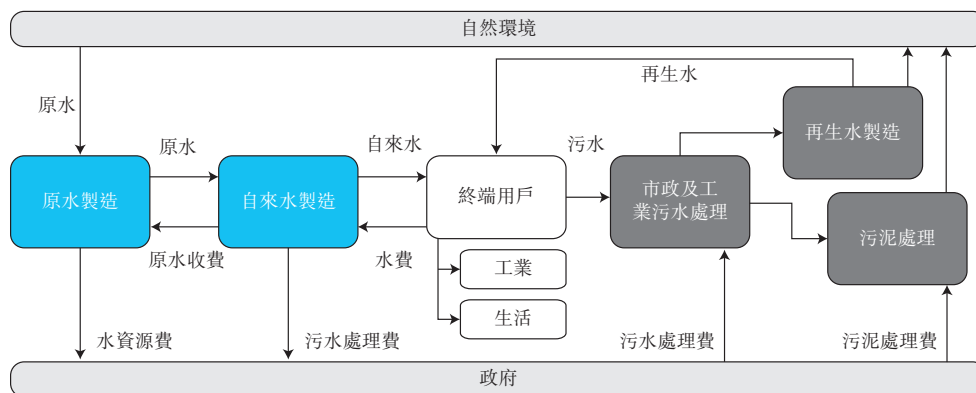 自然環境
再生水
原水
再生水製造
原水
自來水
污水
原水製造
自來水製造
終端用戶
市政及工
業污水處理
污泥處理
原水收費
水費
工業
生活
水資源費
污水處理費
污水處理費
污泥處理費
政府